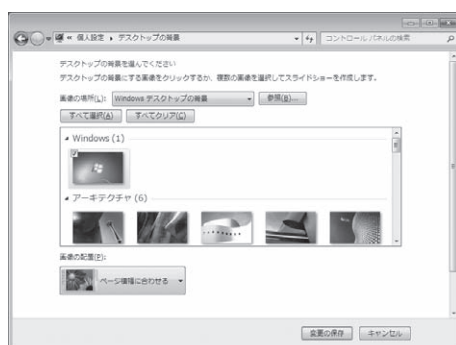 « 個人設定 ▸ デスクトップの背景
コントロール パネルの検索
デスクトップの背景を選んでください
デスクトップの背景にする画像をクリックするか、複数の画像を選択してスライドショーを作成します。
画像の場所(L): Windows デスクトップの背景 参照(B)...
すべて選択(A) すべてクリア(C)
Windows (1)
アーキテクチャ (6)
画像の配置(P):
ページ横幅に合わせる
変更の保存 キャンセル